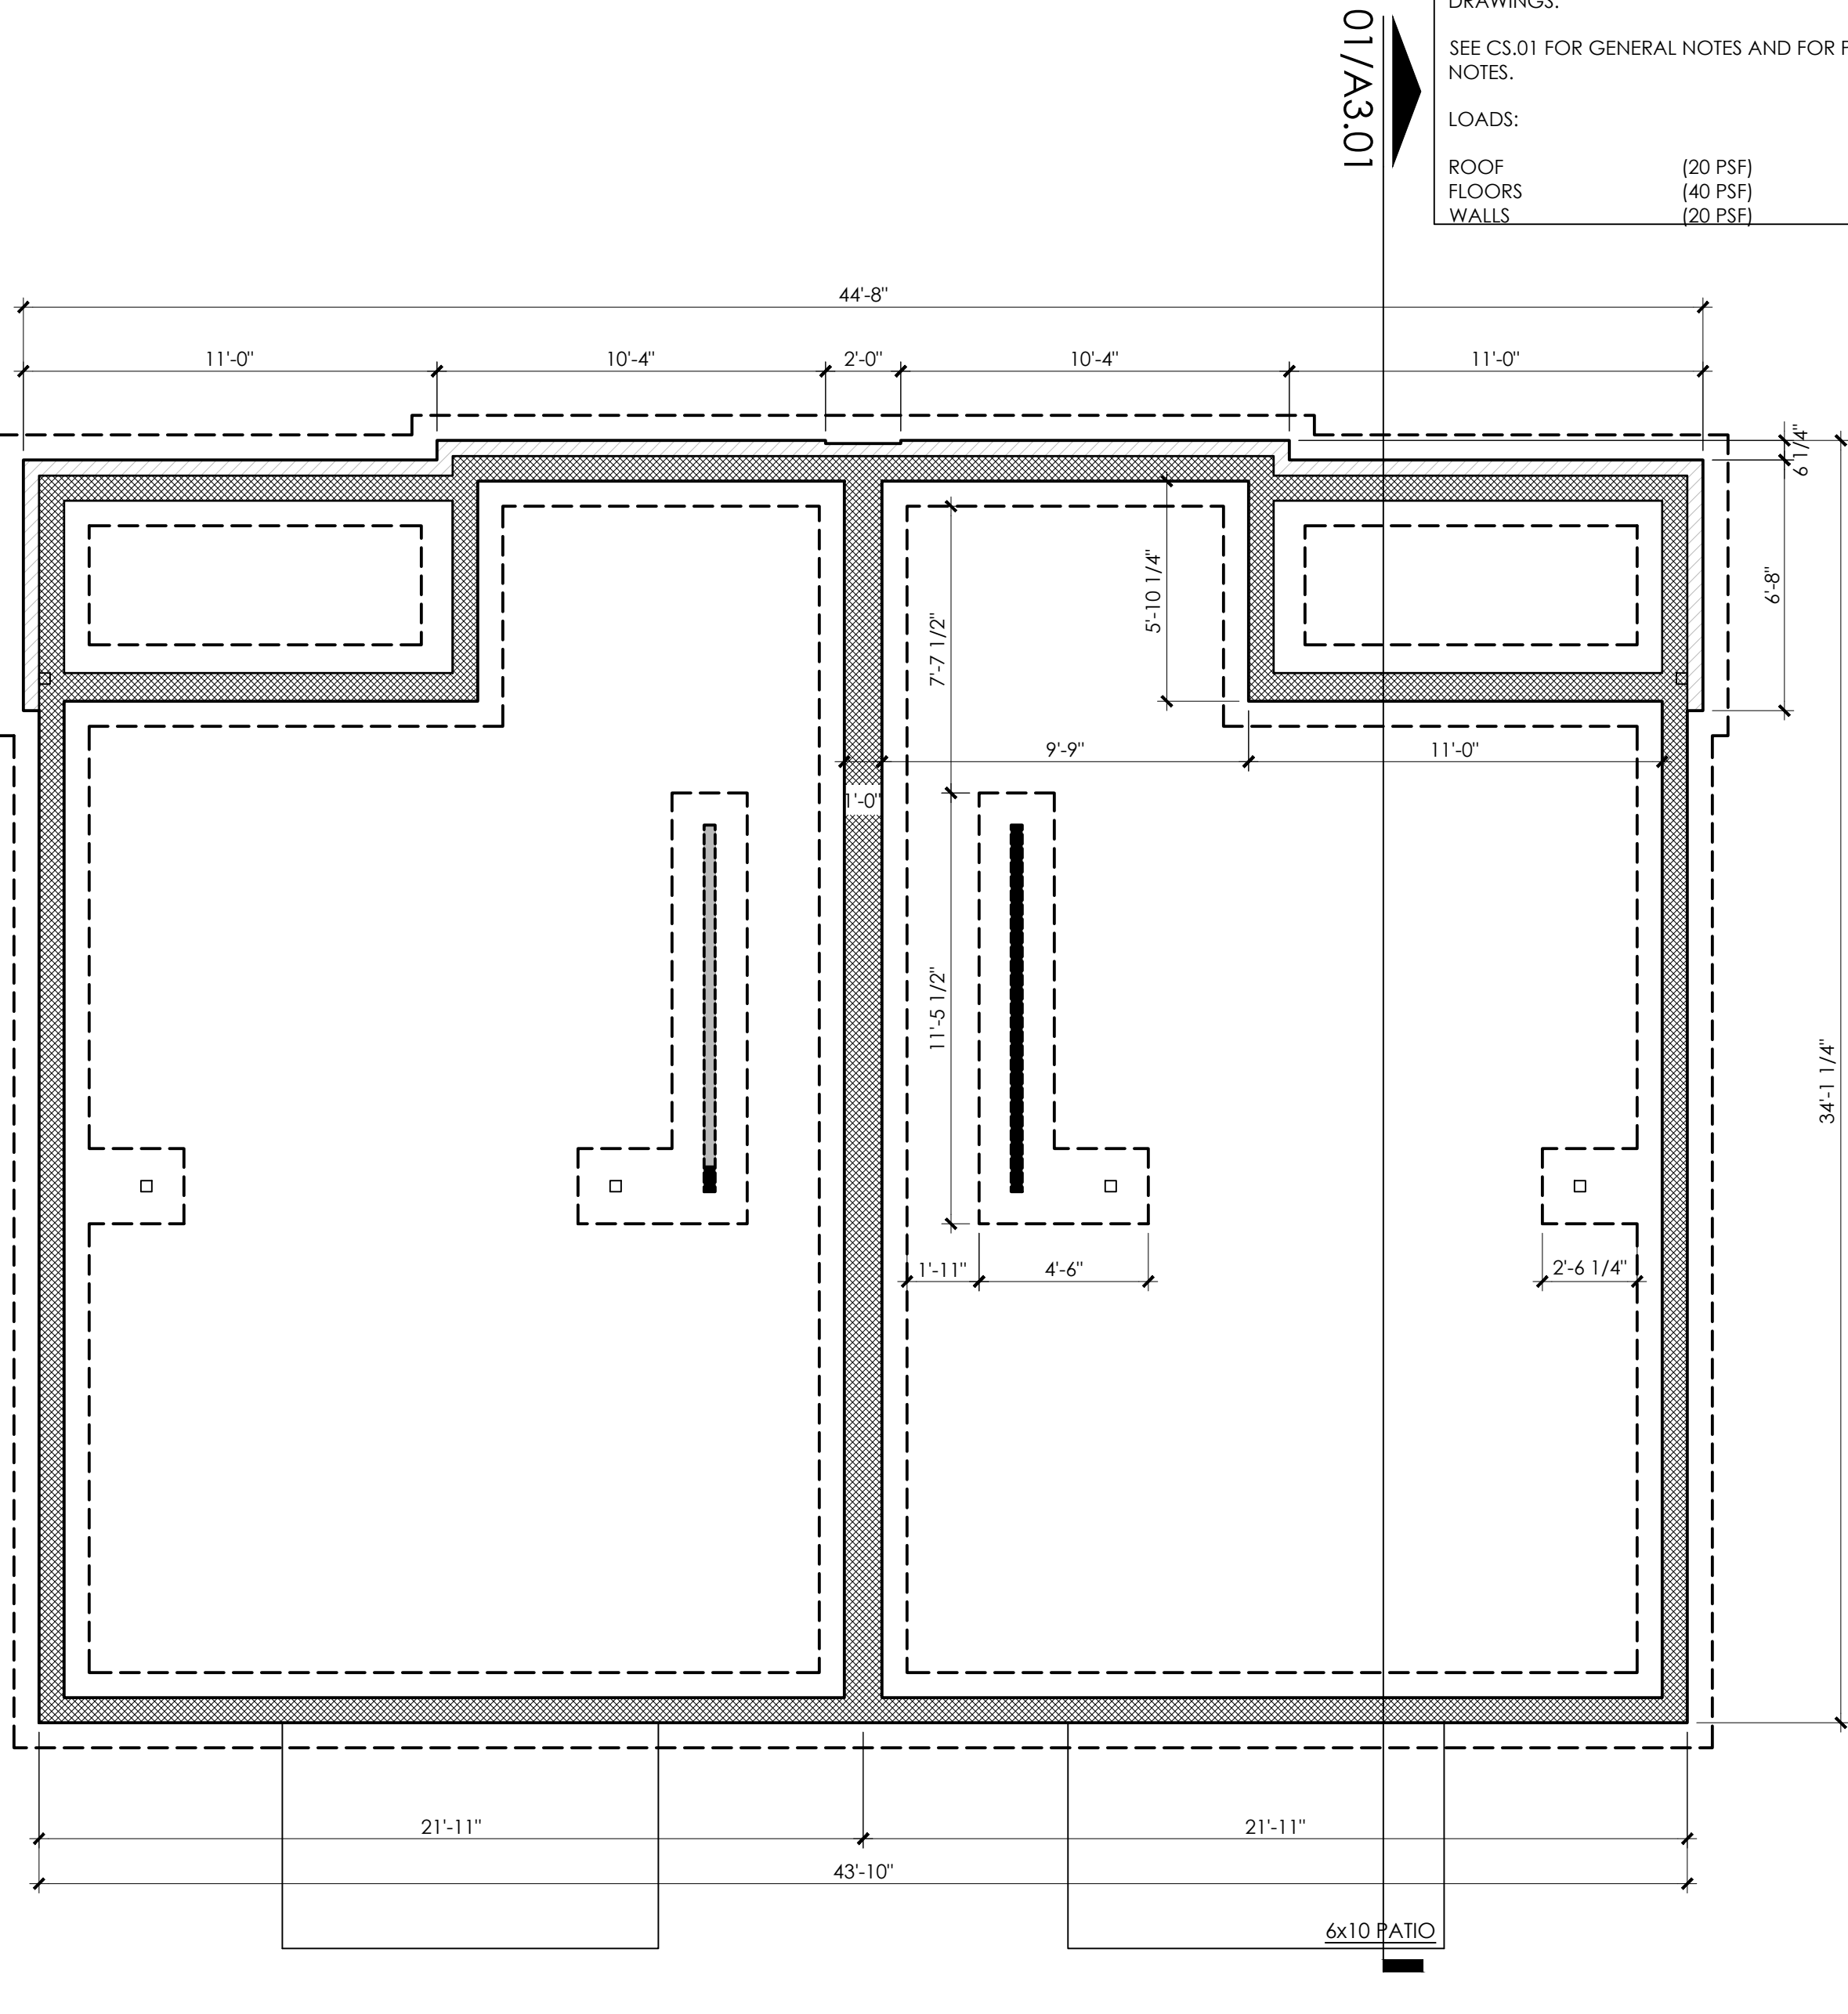 DRAWINGS.
SEE CS.01 FOR GENERAL NOTES AND FOR
NOTES.
LOADS:
ROOF (20 PSF)
FLOORS (40 PSF)
WALLS (20 PSF)
01/A3.01
44'-8"
11'-0" 10'-4" 2'-0" 10'-4" 11'-0"
6 1/4"
6'-8"
5'-10 1/4"
7'-7 1/2"
9'-9" 11'-0"
1'-0"
11'-5 1/2"
34'-1 1/4"
1'-11" 4'-6" 2'-6 1/4"
21'-11" 21'-11"
43'-10"
6x10 PATIO